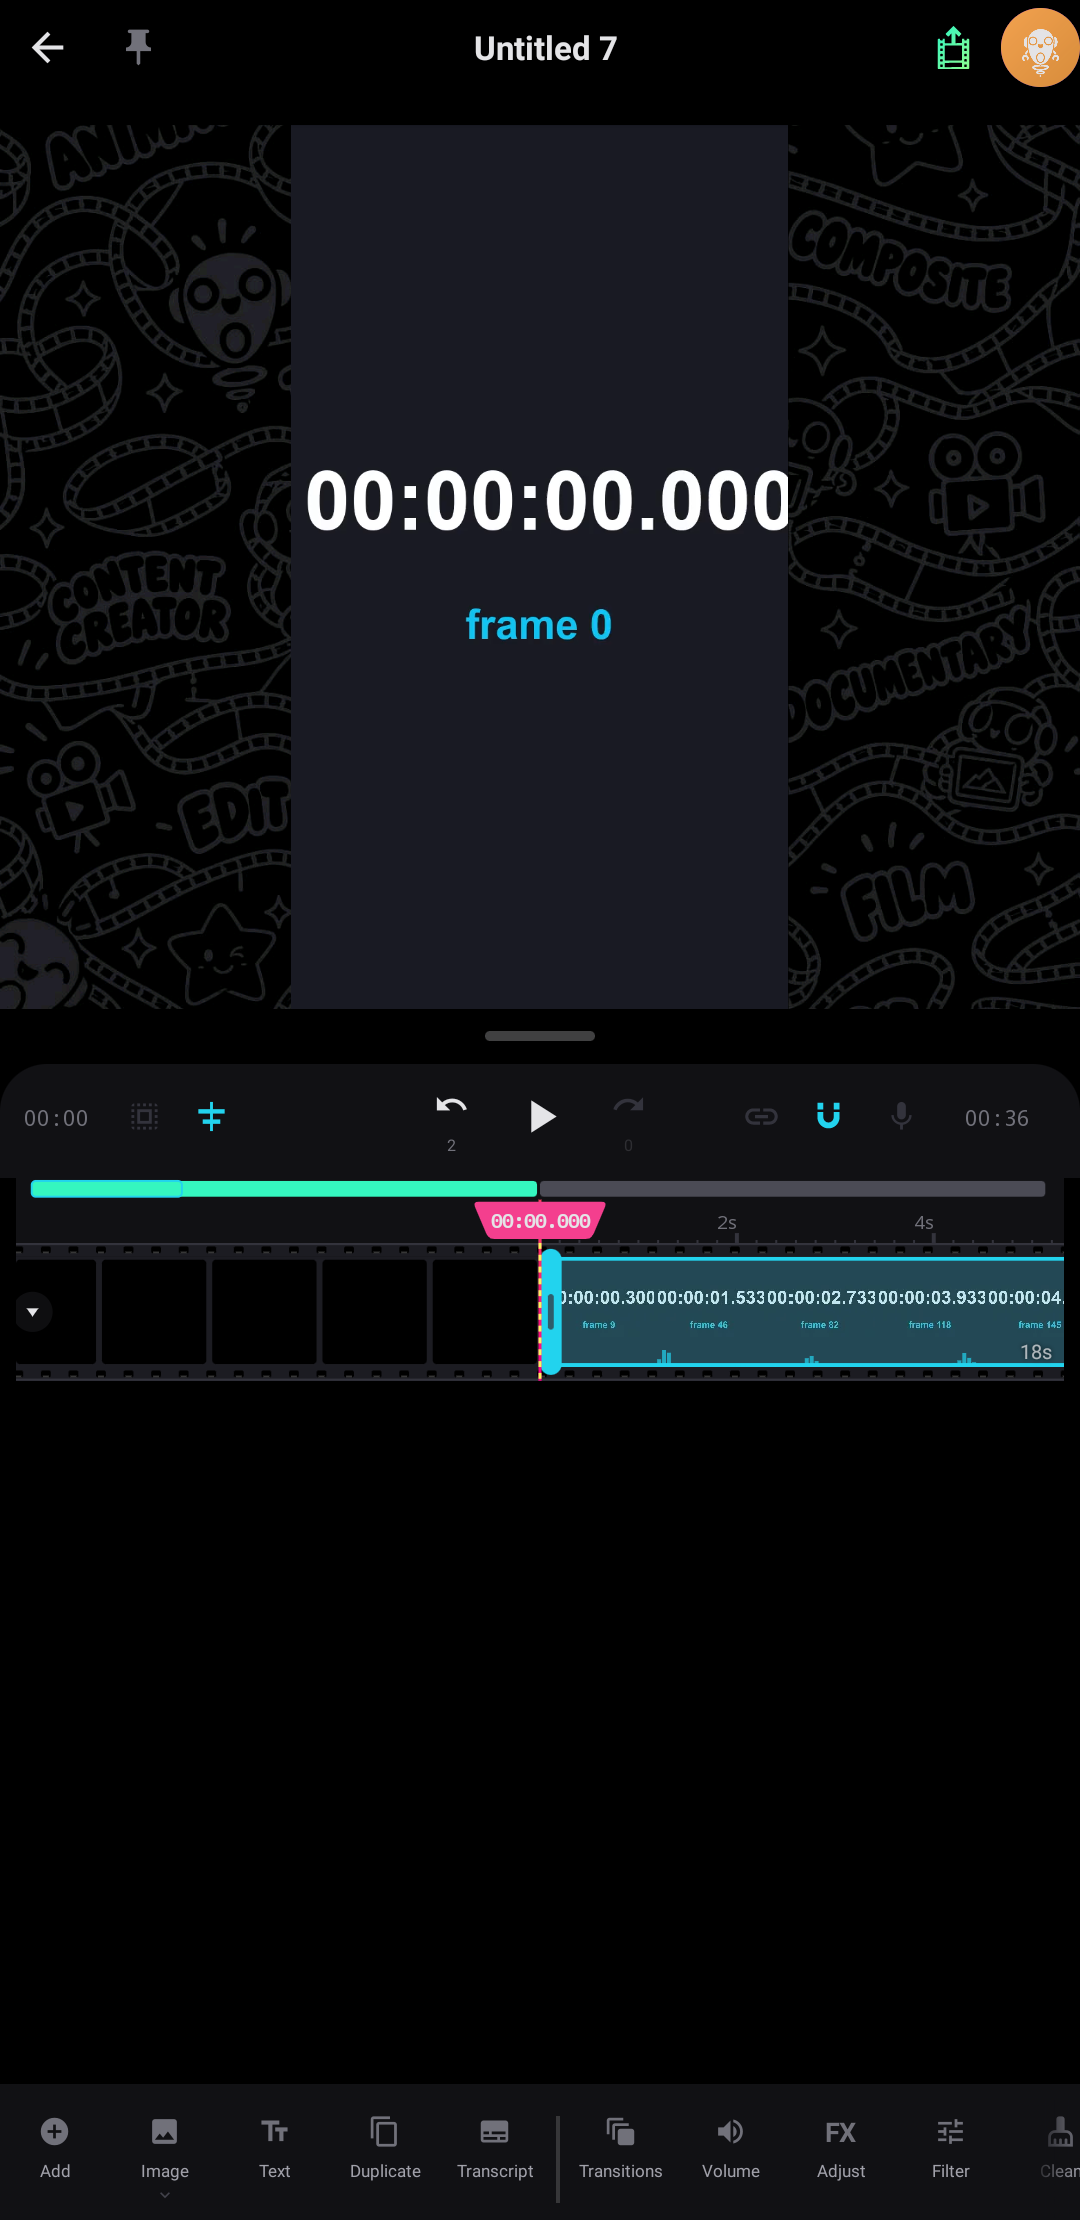 Untitled 7
ANIMA
COMPOSITE
00:00:00.000
frame 0
CONTENT
CREATOR
DOCUMENTARY
EDIT
FILM
00:00
2
0
00:36
00:00.000
2s
4s
0:00:00.300 00:00:01.533 00:00:02.733 00:00:03.933 00:00:04.
frame 9 frame 46 frame 82 frame 118 frame 145
18s
FX
Add Image Text Duplicate Transcript Transitions Volume Adjust Filter Clean